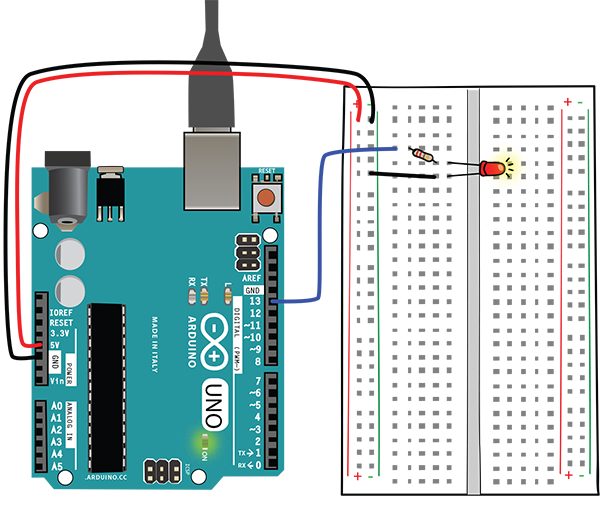 + -
+ -
RESET
AREF
GND
13
12
~11
~10
~9
8
7
~6
~5
4
~3
2
TX→1
RX←0
DIGITAL (PWM~)
IOREF
RESET
3.3V
5V
GND
Vin
POWER
A0
A1
A2
A3
A4
A5
ANALOG IN
RX
TX
L
ARDUINO
UNO
ON
MADE IN ITALY
.ARDUINO.CC
+ -
+ -